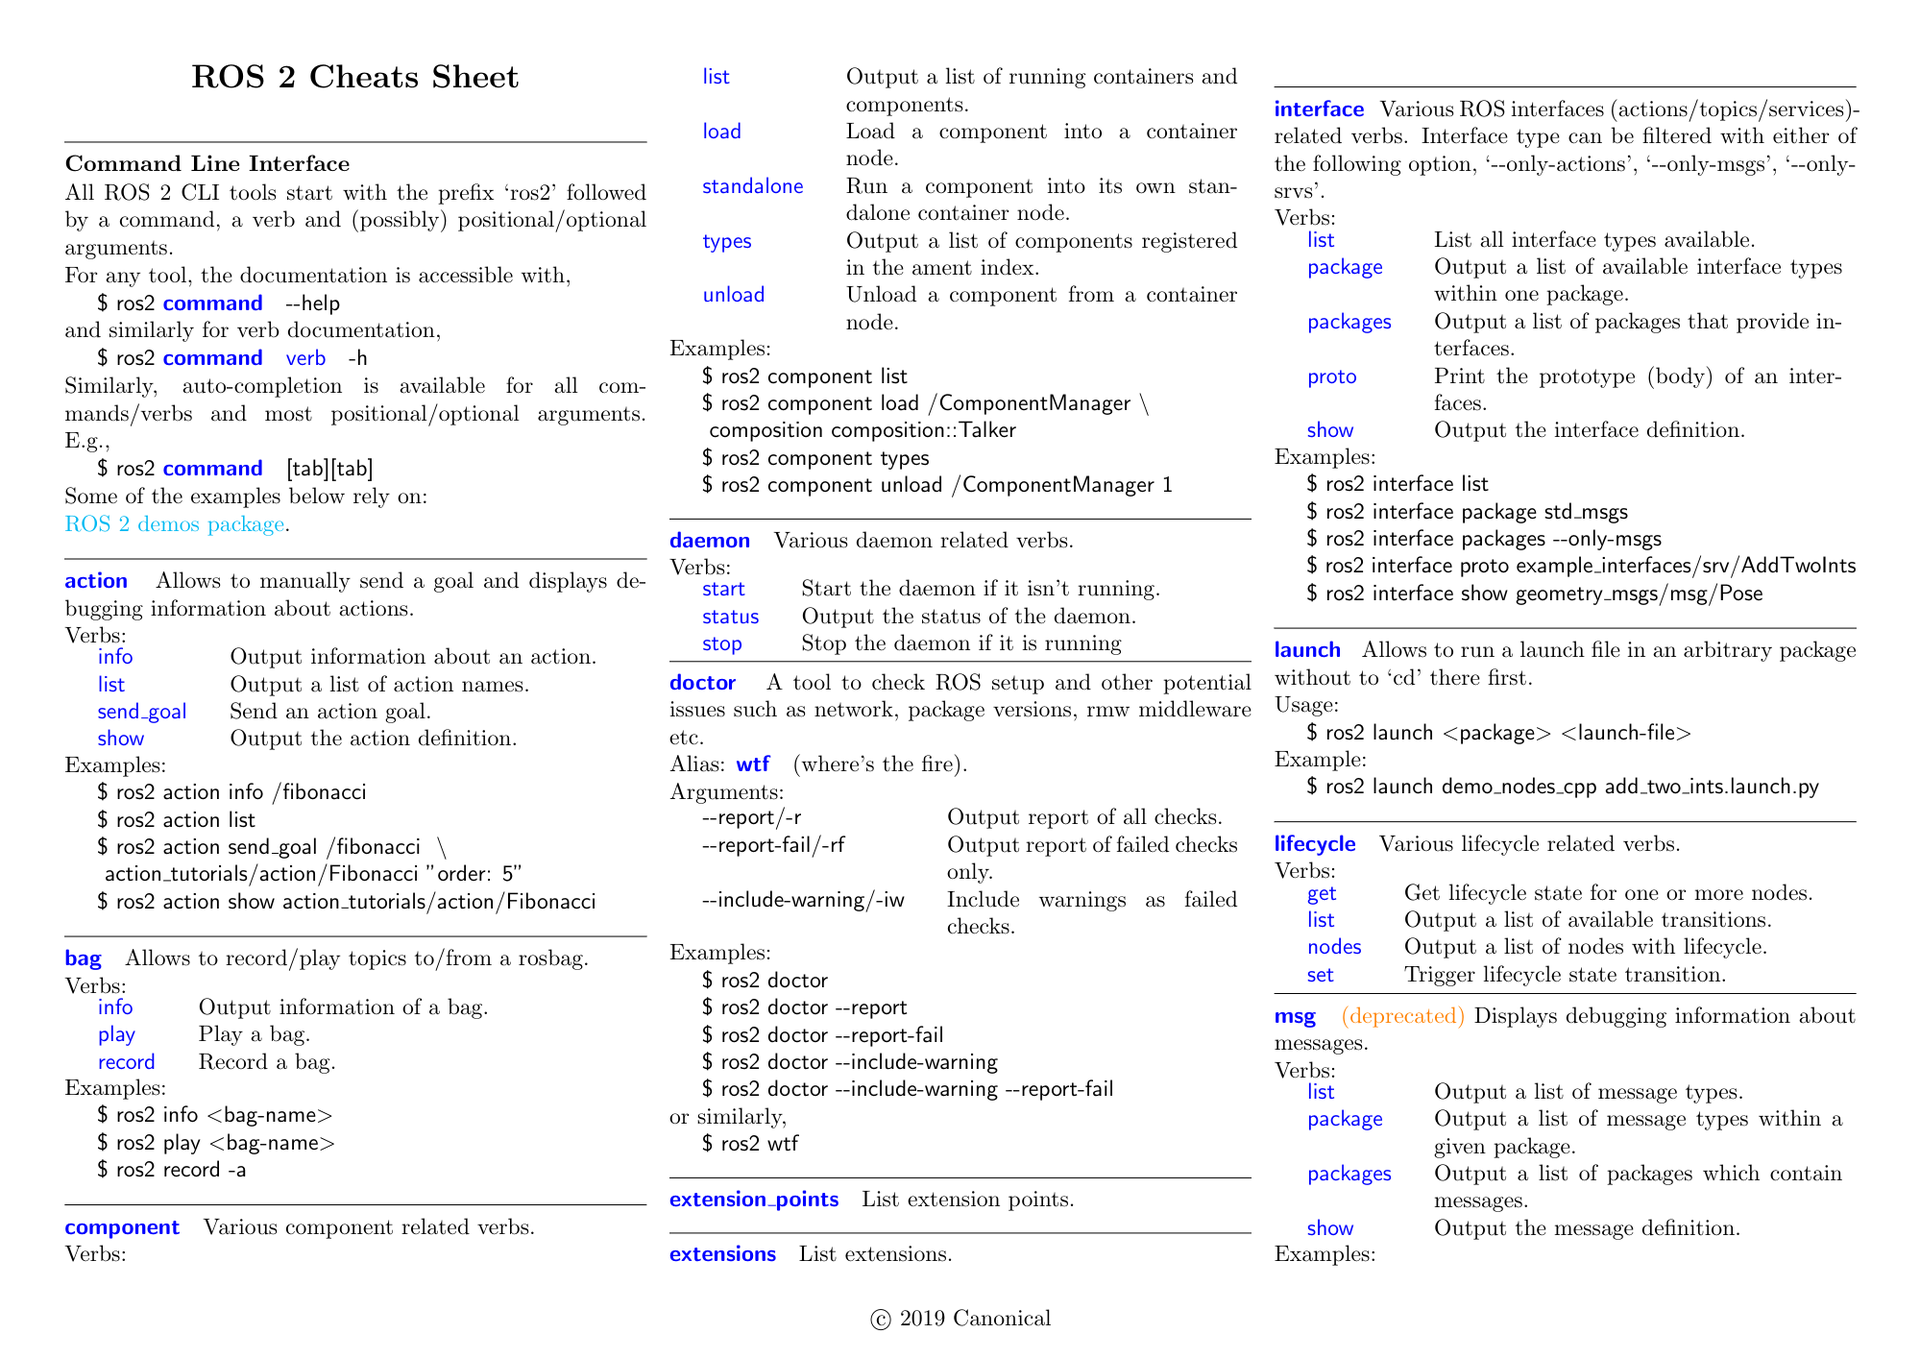 ROS 2 Cheats Sheet
Command Line Interface
All ROS 2 CLI tools start with the prefix ‘ros2’ followed
by a command, a verb and (possibly) positional/optional
arguments.
For any tool, the documentation is accessible with,
$ ros2 command --help
and similarly for verb documentation,
$ ros2 command verb -h
Similarly, auto-completion is available for all com-
mands/verbs and most positional/optional arguments.
E.g.,
$ ros2 command [tab][tab]
Some of the examples below rely on:
ROS 2 demos package.
action Allows to manually send a goal and displays de-
bugging information about actions.
Verbs:
info Output information about an action.
list Output a list of action names.
send_goal Send an action goal.
show Output the action definition.
Examples:
$ ros2 action info /fibonacci
$ ros2 action list
$ ros2 action send_goal /fibonacci \
action_tutorials/action/Fibonacci ”order: 5”
$ ros2 action show action_tutorials/action/Fibonacci
bag Allows to record/play topics to/from a rosbag.
Verbs:
info Output information of a bag.
play Play a bag.
record Record a bag.
Examples:
$ ros2 info <bag-name>
$ ros2 play <bag-name>
$ ros2 record -a
component Various component related verbs.
Verbs:
list Output a list of running containers and
components.
load Load a component into a container
node.
standalone Run a component into its own stan-
dalone container node.
types Output a list of components registered
in the ament index.
unload Unload a component from a container
node.
Examples:
$ ros2 component list
$ ros2 component load /ComponentManager \
composition composition::Talker
$ ros2 component types
$ ros2 component unload /ComponentManager 1
daemon Various daemon related verbs.
Verbs:
start Start the daemon if it isn’t running.
status Output the status of the daemon.
stop Stop the daemon if it is running
doctor A tool to check ROS setup and other potential
issues such as network, package versions, rmw middleware
etc.
Alias: wtf (where’s the fire).
Arguments:
--report/-r Output report of all checks.
--report-fail/-rf Output report of failed checks
only.
--include-warning/-iw Include warnings as failed
checks.
Examples:
$ ros2 doctor
$ ros2 doctor --report
$ ros2 doctor --report-fail
$ ros2 doctor --include-warning
$ ros2 doctor --include-warning --report-fail
or similarly,
$ ros2 wtf
extension_points List extension points.
extensions List extensions.
interface Various ROS interfaces (actions/topics/services)-
related verbs. Interface type can be filtered with either of
the following option, ‘--only-actions’, ‘--only-msgs’, ‘--only-
srvs’.
Verbs:
list List all interface types available.
package Output a list of available interface types
within one package.
packages Output a list of packages that provide in-
terfaces.
proto Print the prototype (body) of an inter-
faces.
show Output the interface definition.
Examples:
$ ros2 interface list
$ ros2 interface package std_msgs
$ ros2 interface packages --only-msgs
$ ros2 interface proto example_interfaces/srv/AddTwoInts
$ ros2 interface show geometry_msgs/msg/Pose
launch Allows to run a launch file in an arbitrary package
without to ‘cd’ there first.
Usage:
$ ros2 launch <package> <launch-file>
Example:
$ ros2 launch demo_nodes_cpp add_two_ints.launch.py
lifecycle Various lifecycle related verbs.
Verbs:
get Get lifecycle state for one or more nodes.
list Output a list of available transitions.
nodes Output a list of nodes with lifecycle.
set Trigger lifecycle state transition.
msg (deprecated) Displays debugging information about
messages.
Verbs:
list Output a list of message types.
package Output a list of message types within a
given package.
packages Output a list of packages which contain
messages.
show Output the message definition.
Examples:
© 2019 Canonical